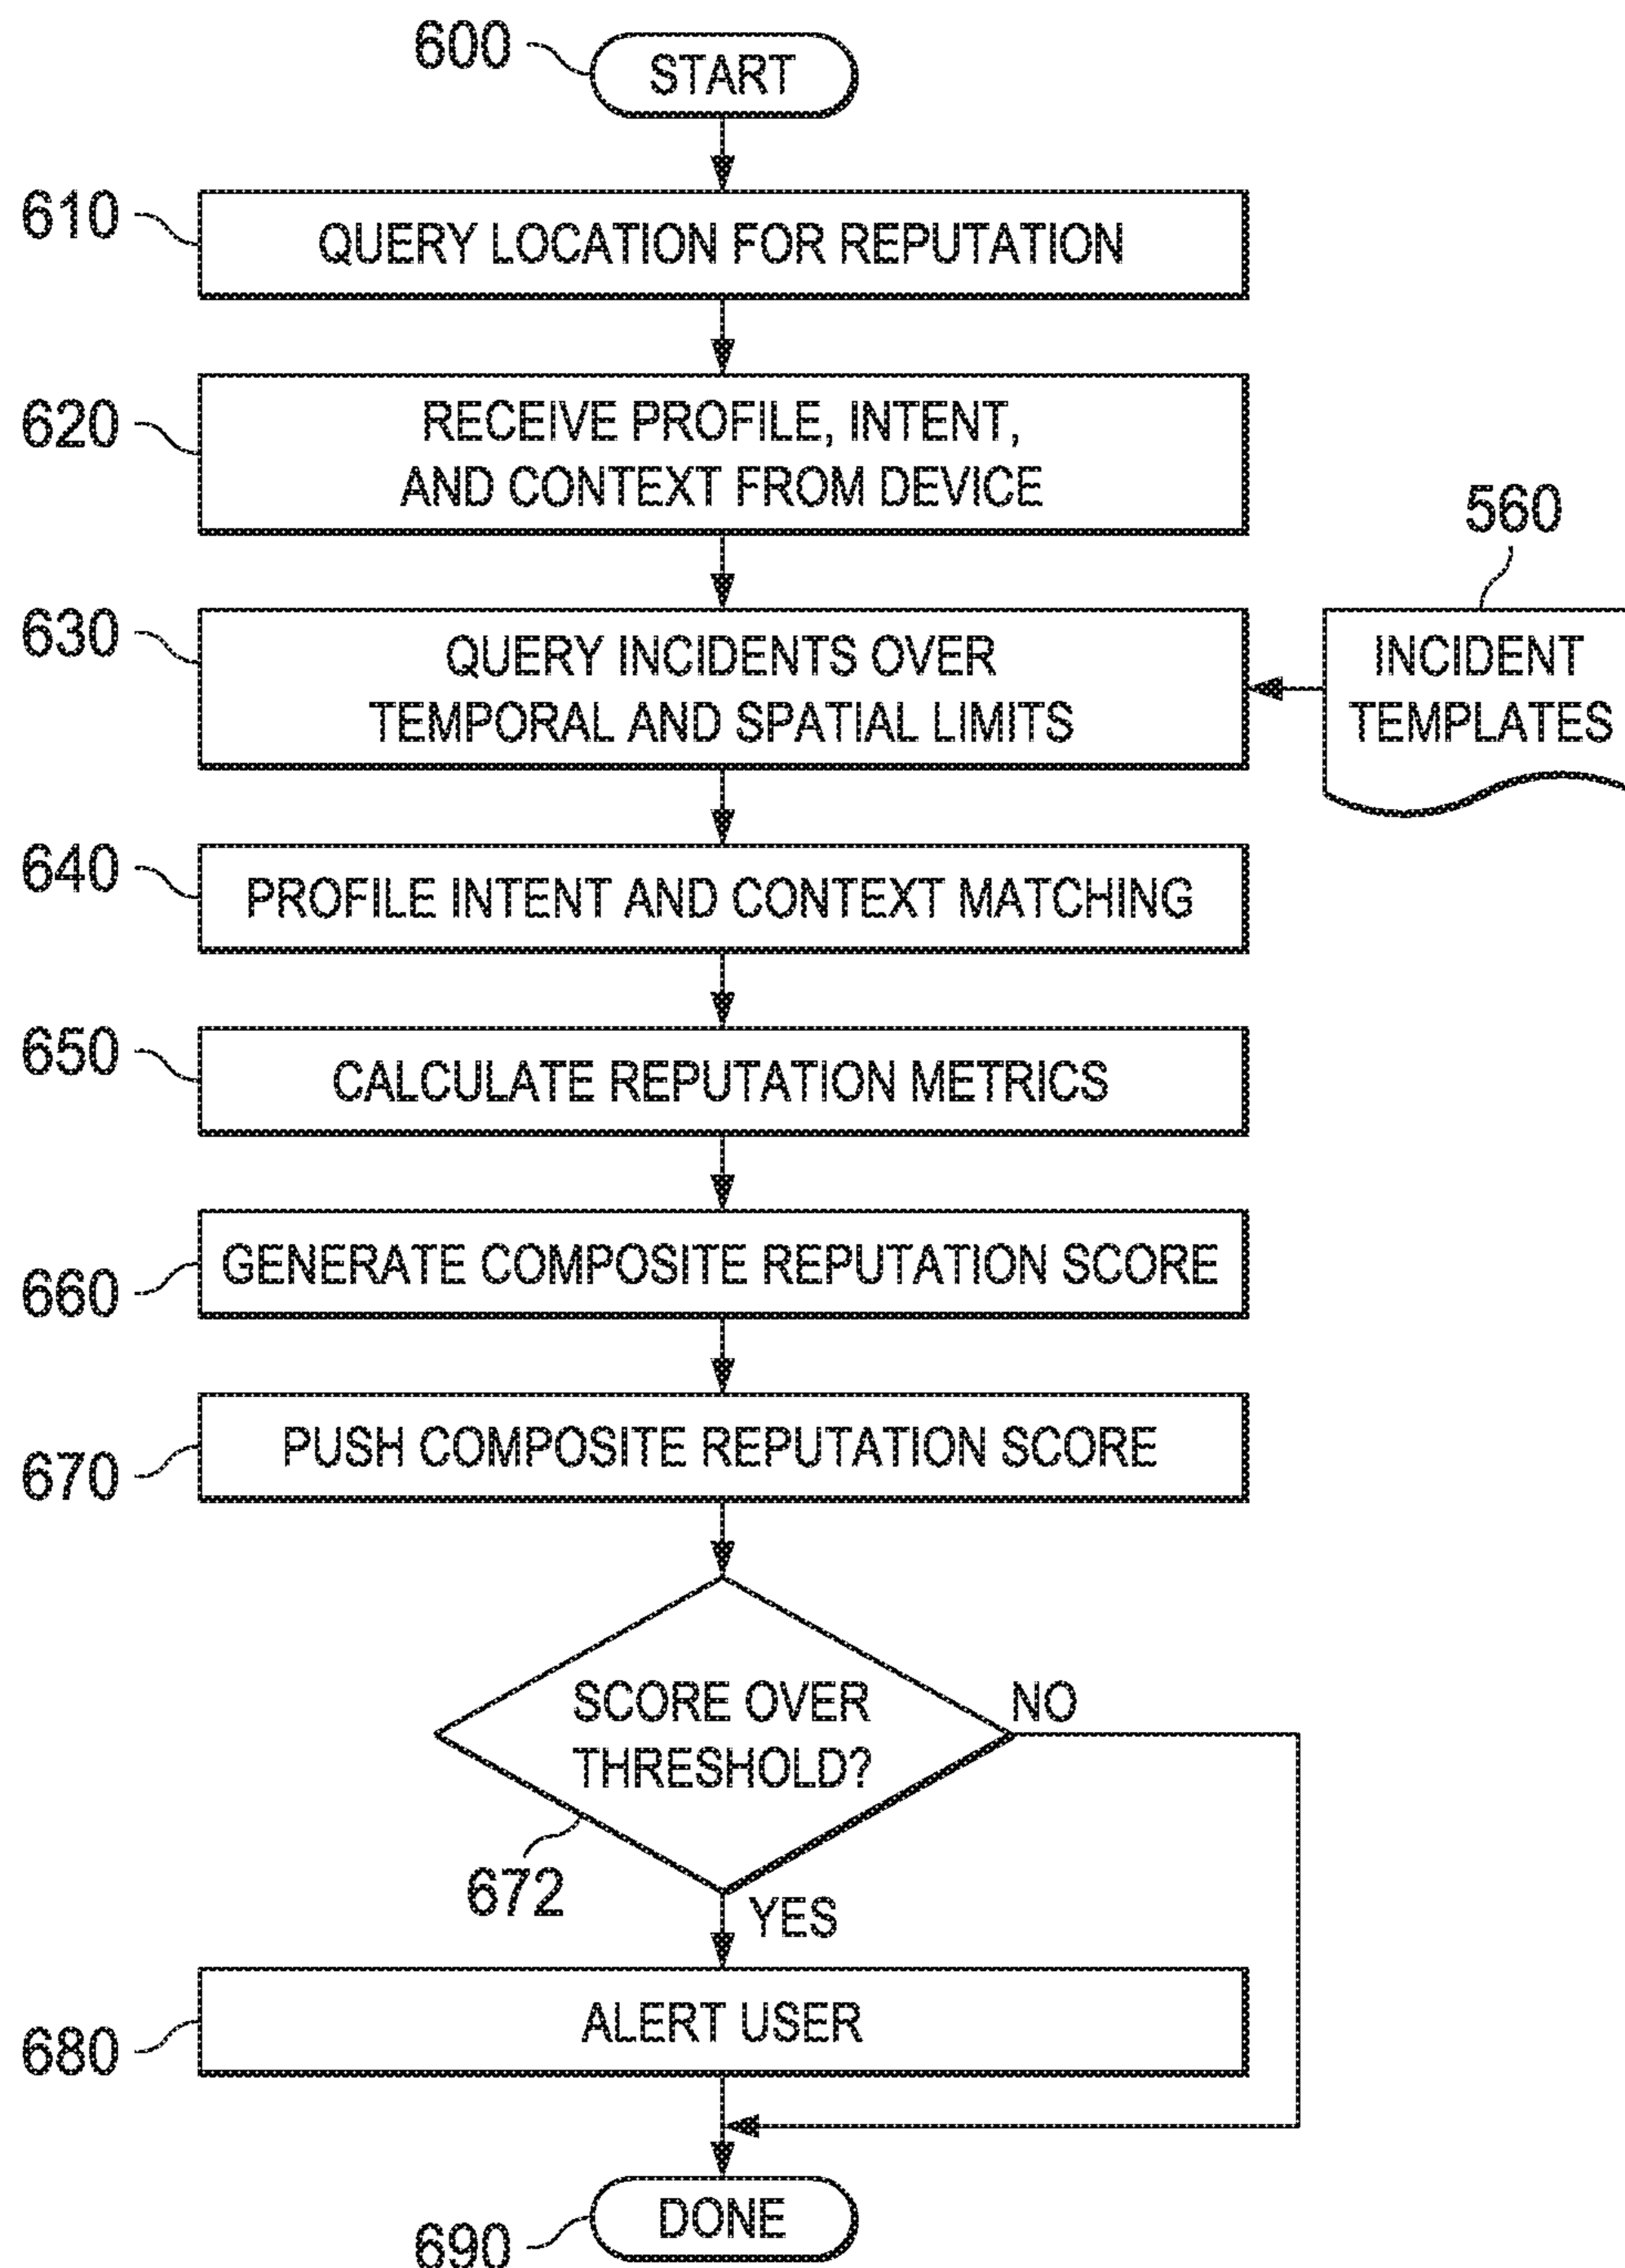 600
START
610
QUERY LOCATION FOR REPUTATION
620
RECEIVE PROFILE, INTENT,
AND CONTEXT FROM DEVICE
560
630
QUERY INCIDENTS OVER
TEMPORAL AND SPATIAL LIMITS
INCIDENT
TEMPLATES
640
PROFILE INTENT AND CONTEXT MATCHING
650
CALCULATE REPUTATION METRICS
660
GENERATE COMPOSITE REPUTATION SCORE
670
PUSH COMPOSITE REPUTATION SCORE
SCORE OVER
THRESHOLD?
NO
672
YES
680
ALERT USER
690
DONE